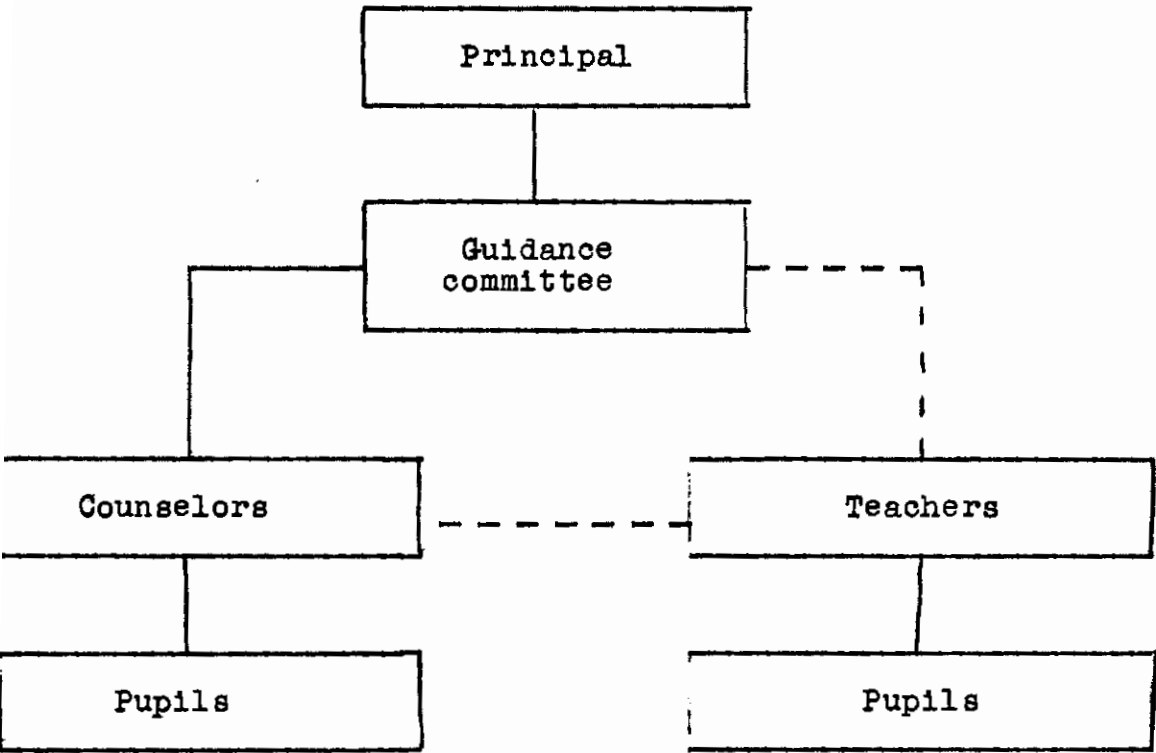 Principal
Guidance
committee
Counselors
Teachers
Pupils
Pupils